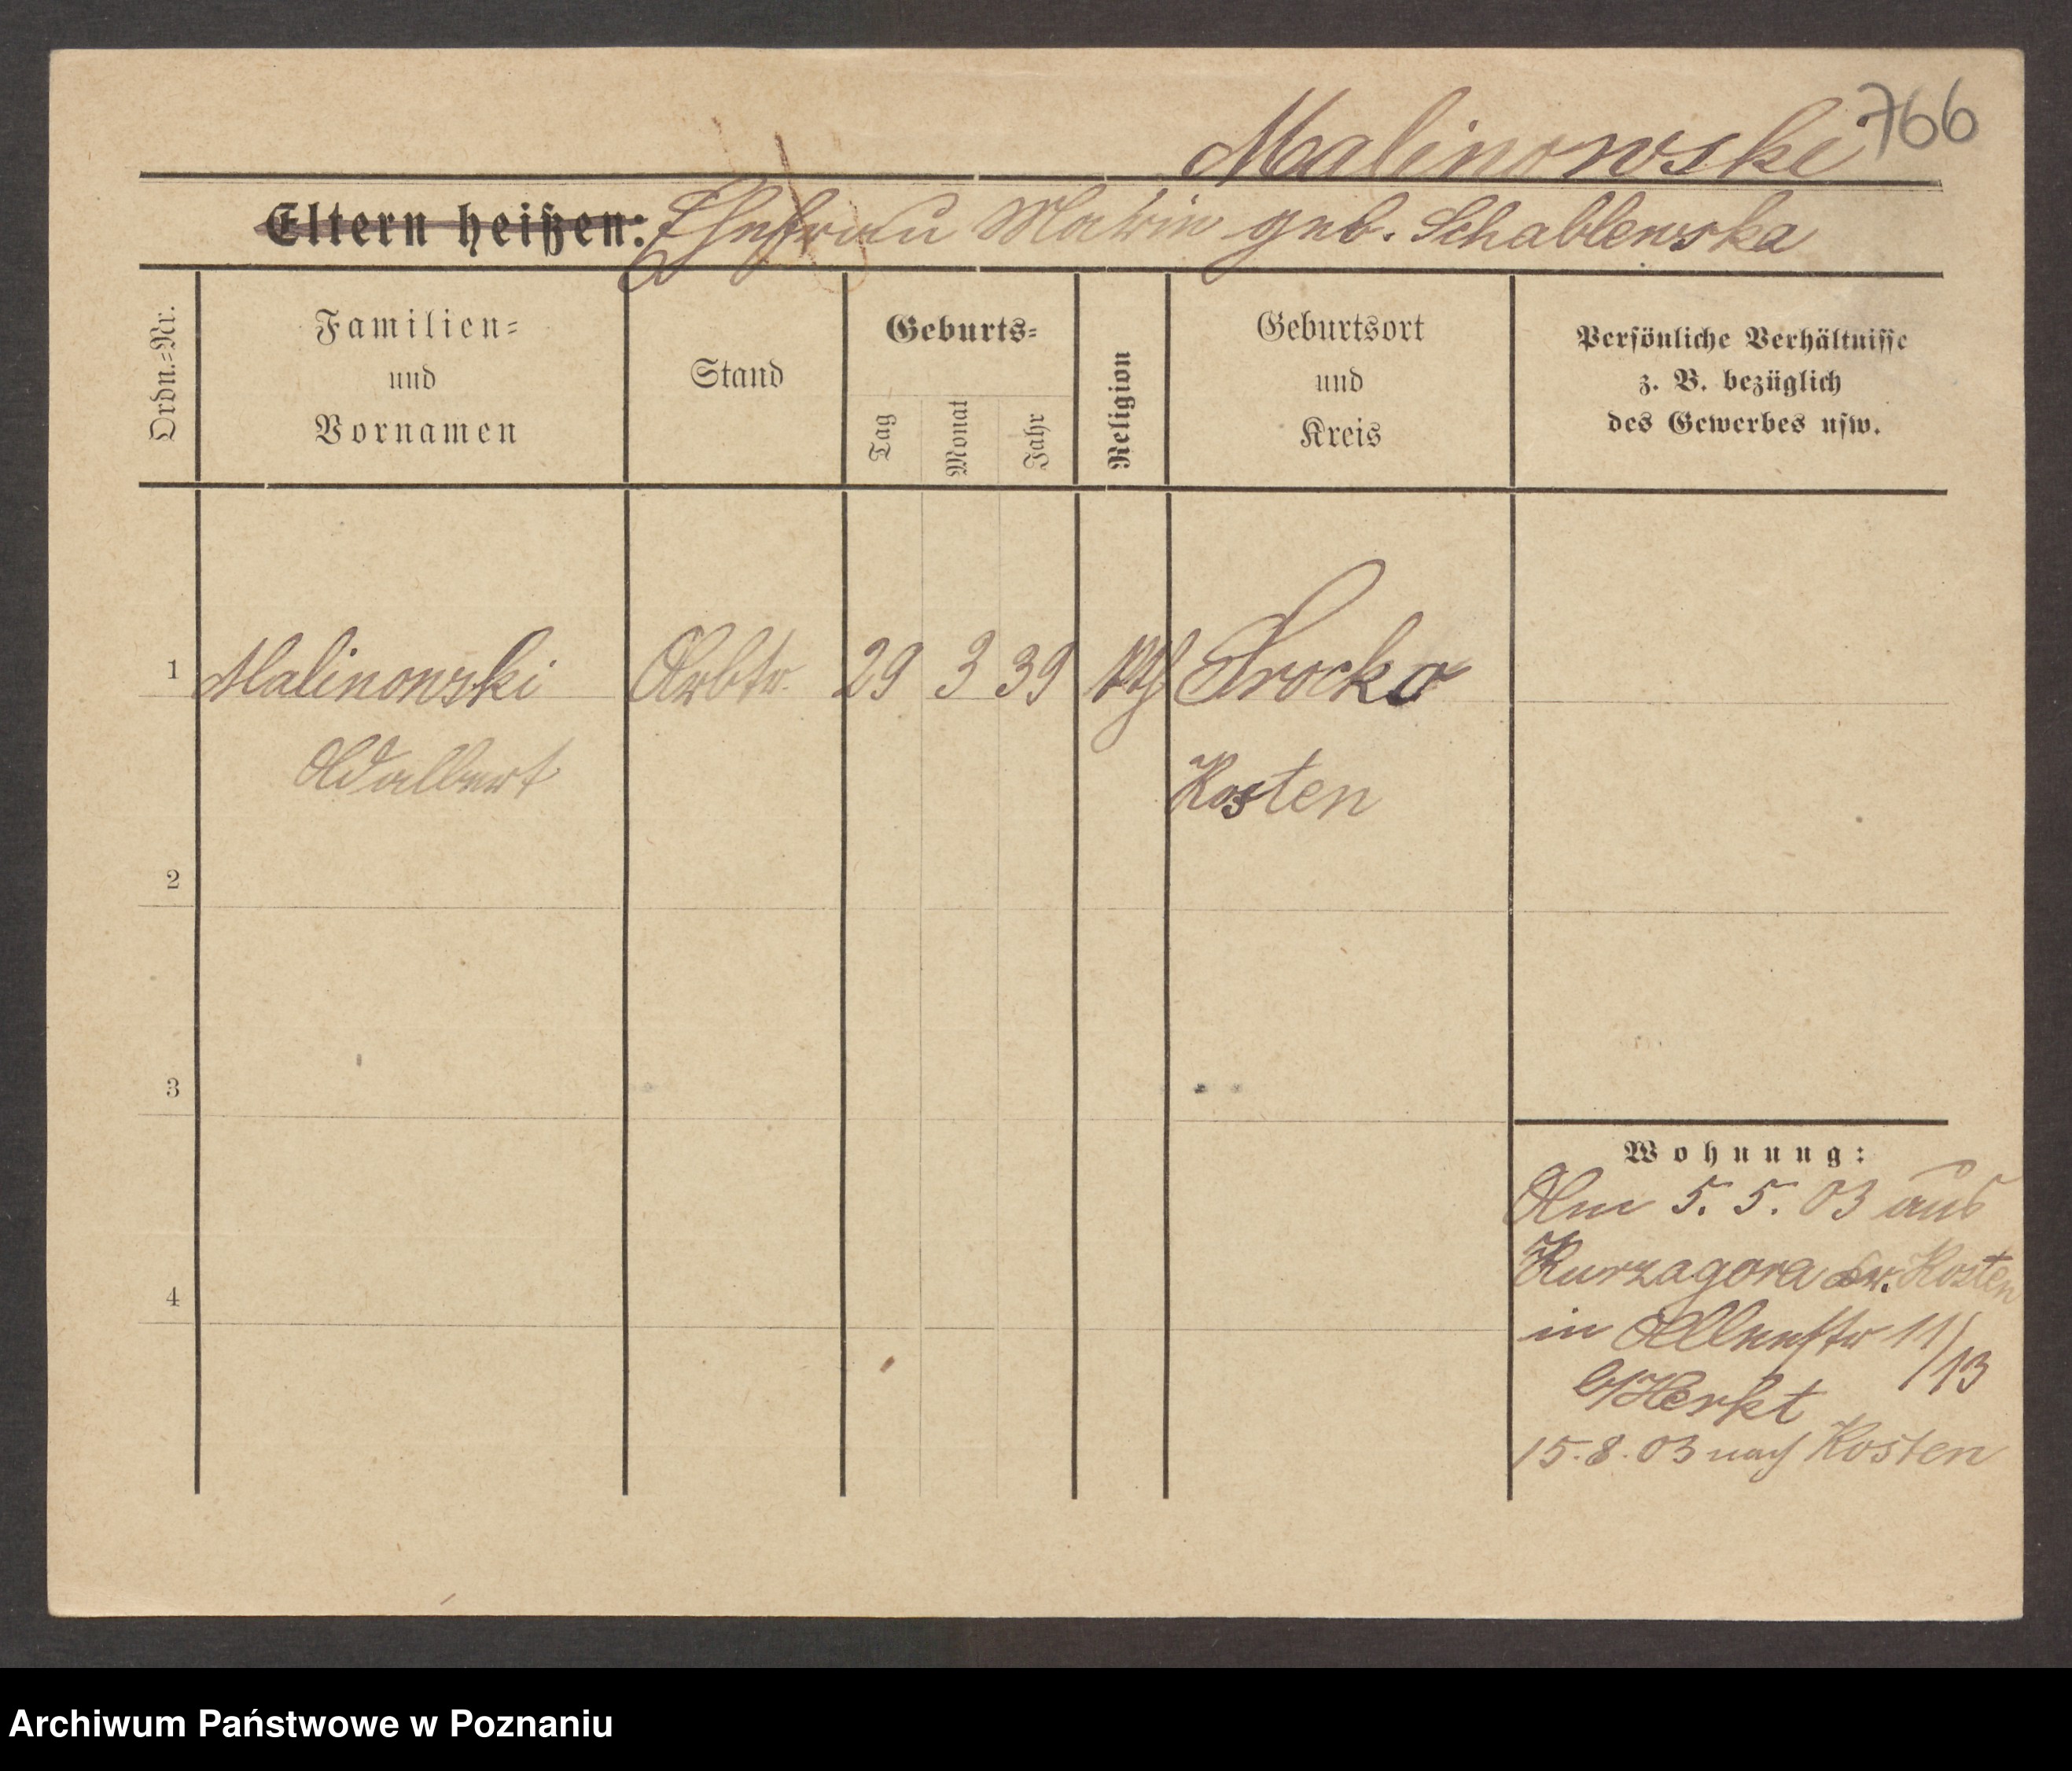 766
Malinowski
Eltern heißen: Ehefrau Marie geb. Schablewska
Ordn.=Nr.
Familien=
und
Vornamen
Stand
Geburts=
Tag
Monat
Jahr
Religion
Geburtsort
und
Kreis
Persönliche Verhältnisse
z. B. bezüglich
des Gewerbes usw.
1 Malinowski Arbtr. 29 3 39 kth Srocko
Adalbert Kosten
2
3
4
Wohnung:
Am 5. 5. 03 aus
Kurzagora Kosten
in 11/13
b/Herkt
15. 8. 03 nach Kosten
Archiwum Państwowe w Poznaniu